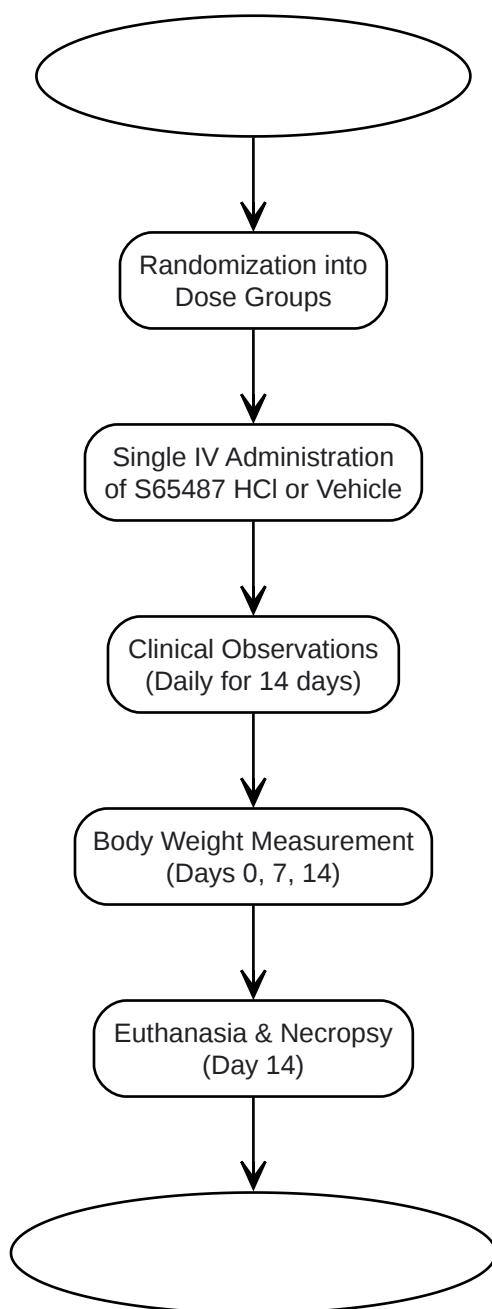 Randomization into
Dose Groups
Single IV Administration
of S65487 HCl or Vehicle
Clinical Observations
(Daily for 14 days)
Body Weight Measurement
(Days 0, 7, 14)
Euthanasia & Necropsy
(Day 14)